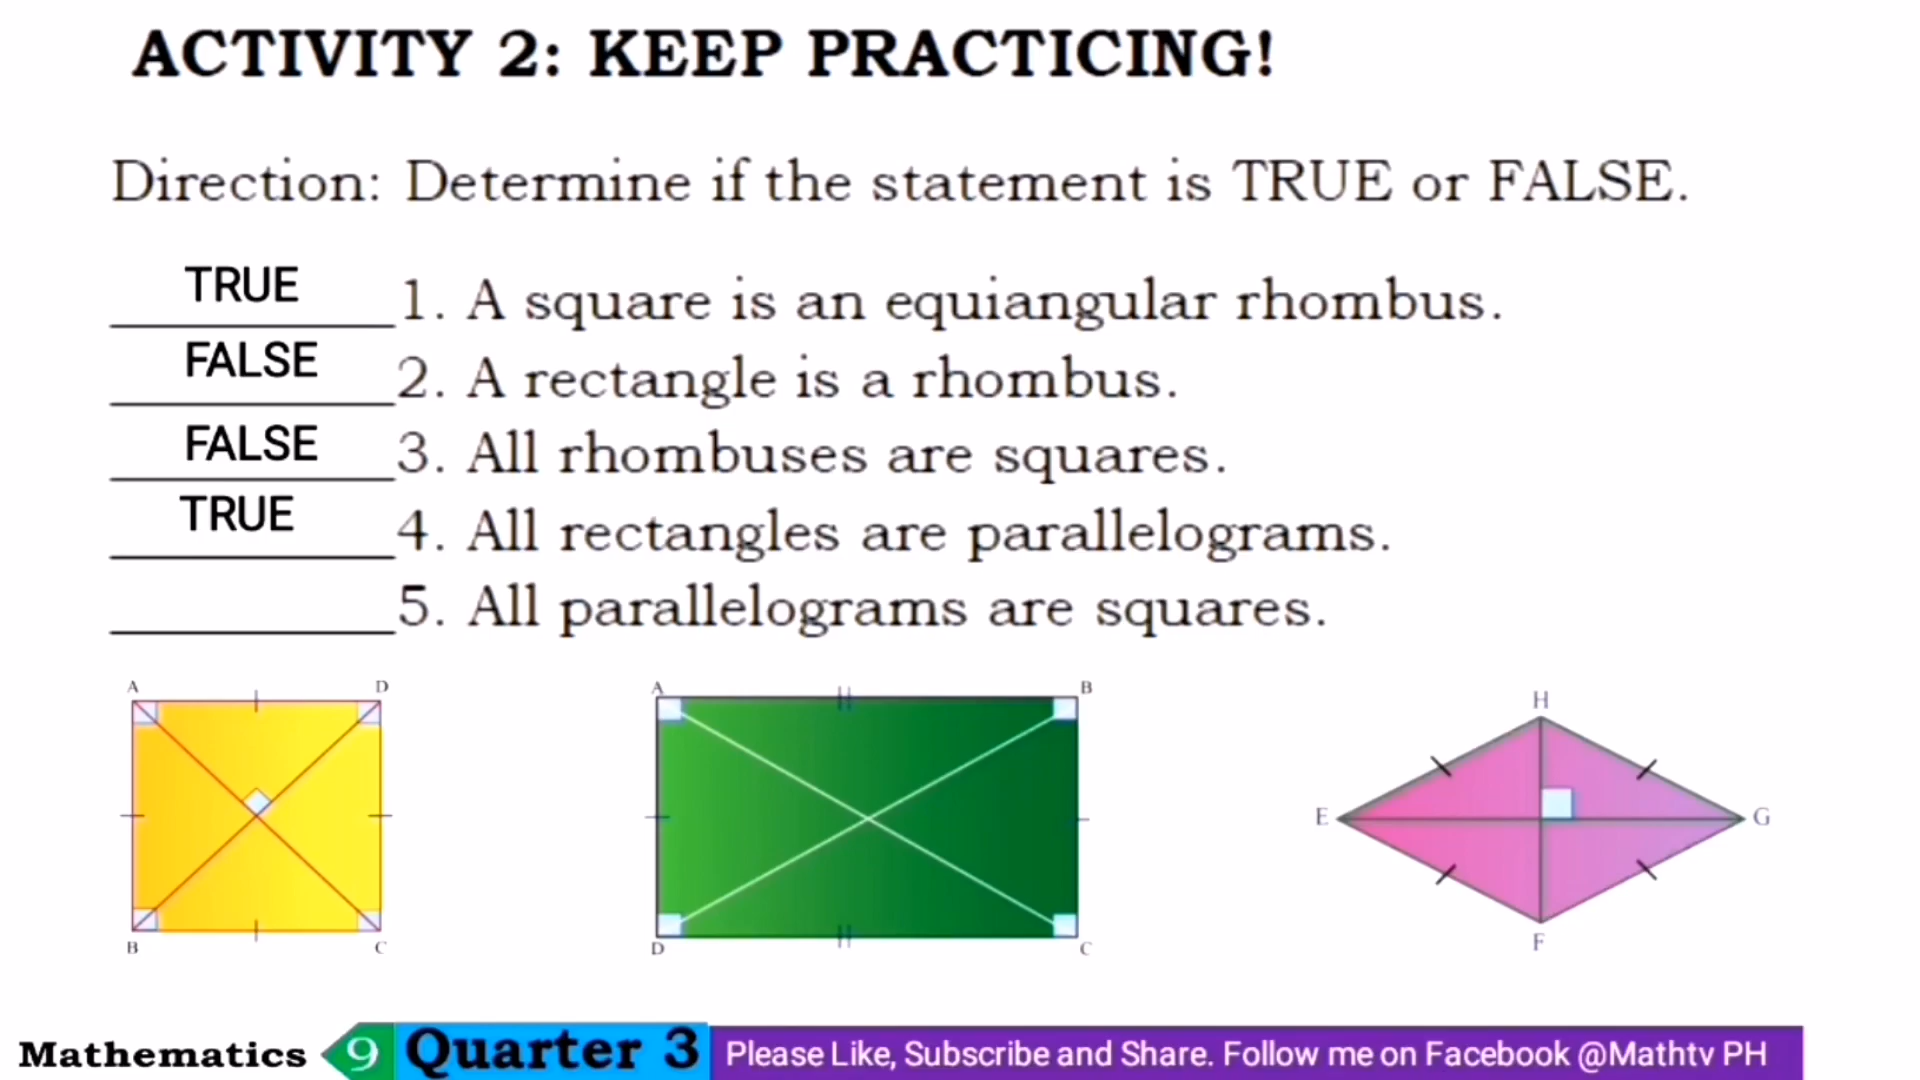 ACTIVITY 2: KEEP PRACTICING!
Direction: Determine if the statement is TRUE or FALSE.
TRUE 1. A square is an equiangular rhombus.
FALSE 2. A rectangle is a rhombus.
FALSE 3. All rhombuses are squares.
TRUE 4. All rectangles are parallelograms.
5. All parallelograms are squares.
A D
B C
A B
D C
H
E G
F
Mathematics 9 Quarter 3 Please Like, Subscribe and Share. Follow me on Facebook @Mathtv PH